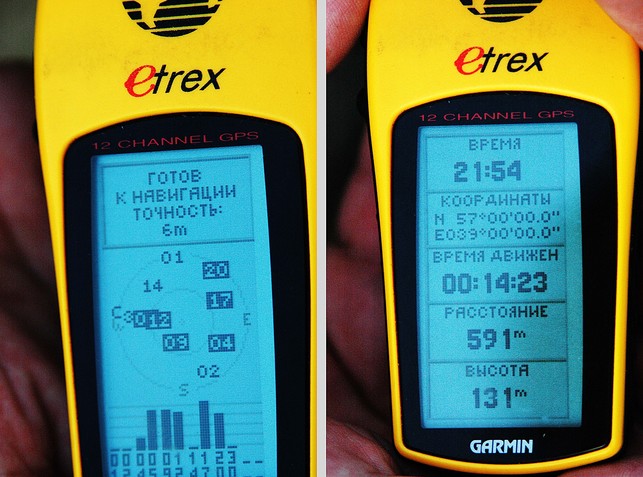 etrex
12 CHANNEL GPS
ГОТОВ
К НАВИГАЦИИ
ТОЧНОСТЬ:
6m
01
20
14
17
E
04
02
S
etrex
12 CHANNEL GPS
ВРЕМЯ
21:54
КООРДИНАТЫ
N 57°00'00.0"
E039°00'00.0"
ВРЕМЯ ДВИЖЕН
00:14:23
РАССТОЯНИЕ
591m
ВЫСОТА
131m
GARMIN